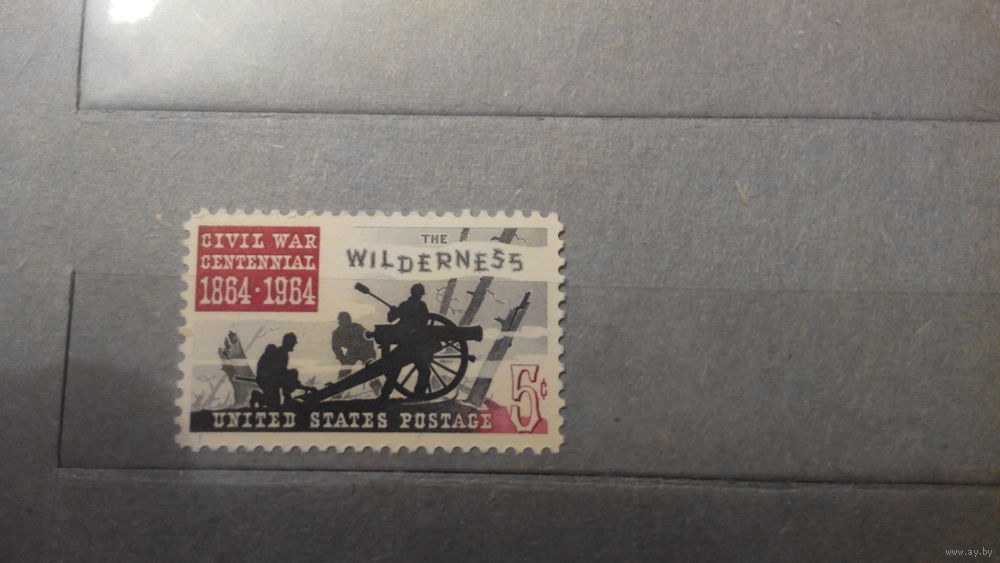 CIVIL WAR
CENTENNIAL
1864·1964
THE
WILDERNESS
5¢
UNITED STATES POSTAGE
www.ay.by